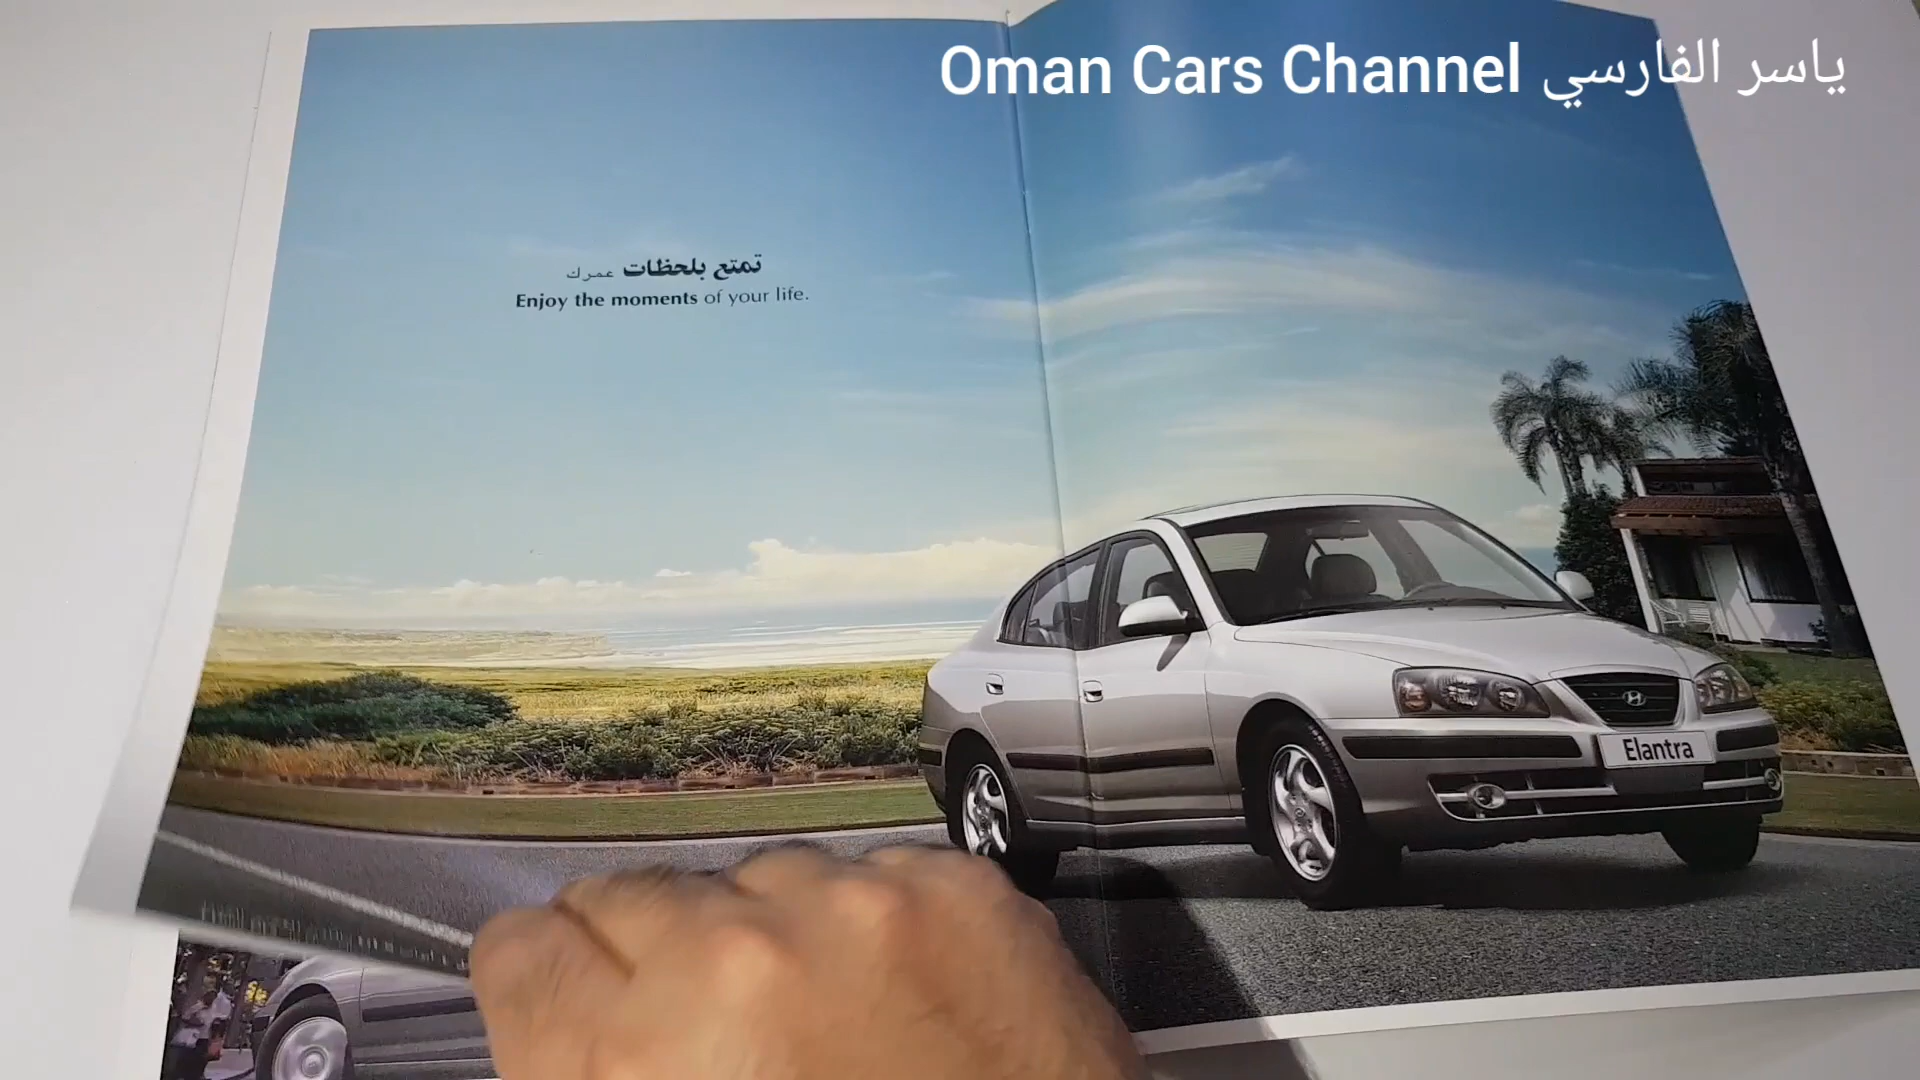 Oman Cars Channel ياسر الفارسي
تمتع بلحظات عمرك
Enjoy the moments of your life.
Elantra